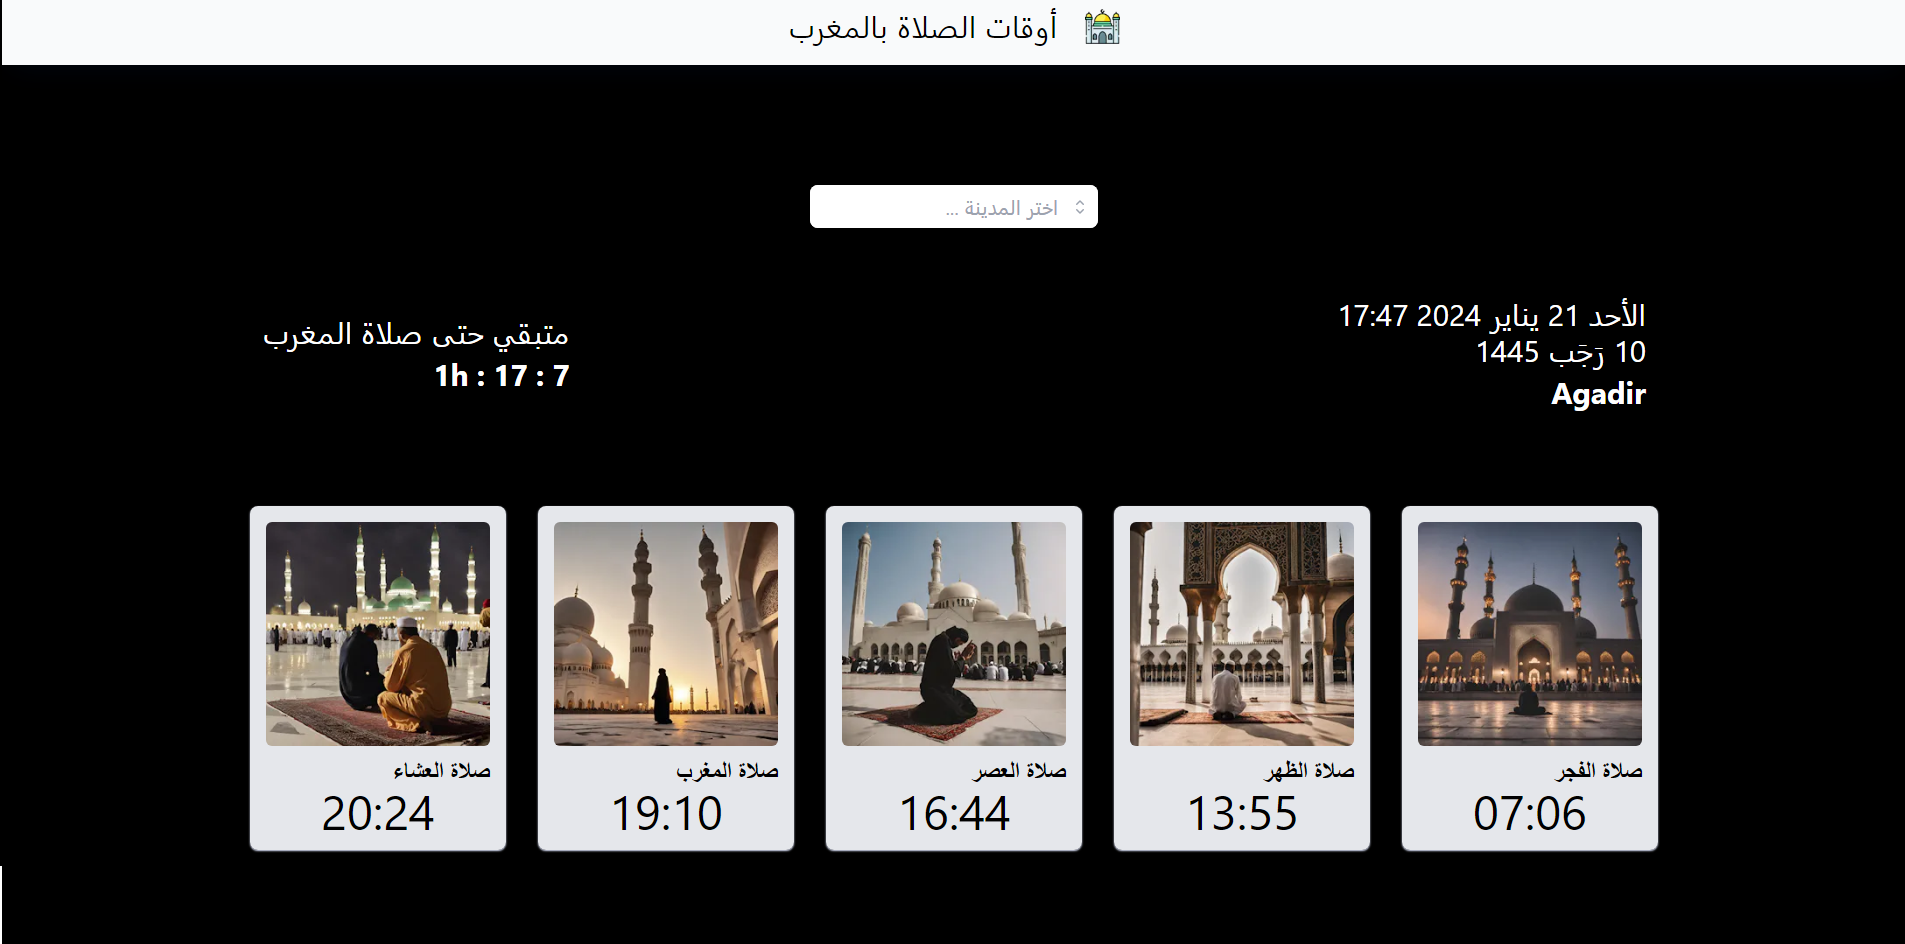 أوقات الصلاة بالمغرب
اختر المدينة ...
الأحد 21 يناير 2024 17:47
10 رَجَب 1445
Agadir
متبقي حتى صلاة المغرب
1h : 17 : 7
صلاة الفجر
07:06
صلاة الظهر
13:55
صلاة العصر
16:44
صلاة المغرب
19:10
صلاة العشاء
20:24